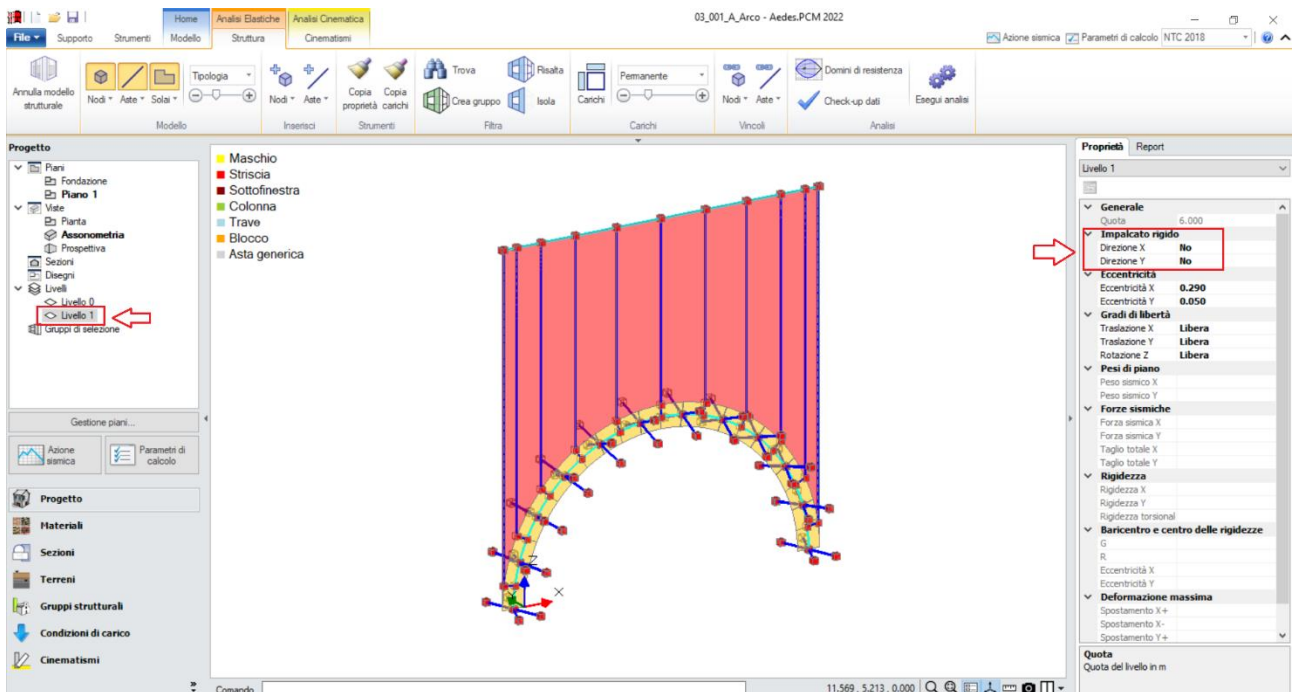 03_001_A_Arco - Aedes.PCM 2022
Home
Analisi Elastiche
Analisi Cinematica
File
Supporto
Strumenti
Modello
Struttura
Cinematismi
Azione sismica
Parametri di calcolo
NTC 2018
Annulla modello
strutturale
Nodi
Aste
Solai
Tipologia
Modello
Nodi
Aste
Inserisci
Copia
proprietà
Copia
carichi
Strumenti
Trova
Crea gruppo
Risalta
Isola
Filtra
Carichi
Permanente
Carichi
Nodi
Aste
Vincoli
Domini di resistenza
Check-up dati
Esegui analisi
Analisi
Progetto
Piani
Fondazione
Piano 1
Viste
Pianta
Assonometria
Prospettiva
Sezioni
Disegni
Livelli
Livello 0
Livello 1
Gruppi di selezione
Gestione piani...
Azione
sismica
Parametri di
calcolo
Progetto
Materiali
Sezioni
Terreni
Gruppi strutturali
Condizioni di carico
Cinematismi
Maschio
Striscia
Sottofinestra
Colonna
Trave
Blocco
Asta generica
Z
X
Comando
11.569 , 5.213 , 0.000
Proprietà Report
Livello 1
Generale
Quota 6.000
Impalcato rigido
Direzione X No
Direzione Y No
Eccentricità
Eccentricità X 0.290
Eccentricità Y 0.050
Gradi di libertà
Traslazione X Libera
Traslazione Y Libera
Rotazione Z Libera
Pesi di piano
Peso sismico X
Peso sismico Y
Forze sismiche
Forza sismica X
Forza sismica Y
Taglio totale X
Taglio totale Y
Rigidezza
Rigidezza X
Rigidezza Y
Rigidezza torsional
Baricentro e centro delle rigidezze
G
R
Eccentricità X
Eccentricità Y
Deformazione massima
Spostamento X+
Spostamento X-
Spostamento Y+
Quota
Quota del livello in m